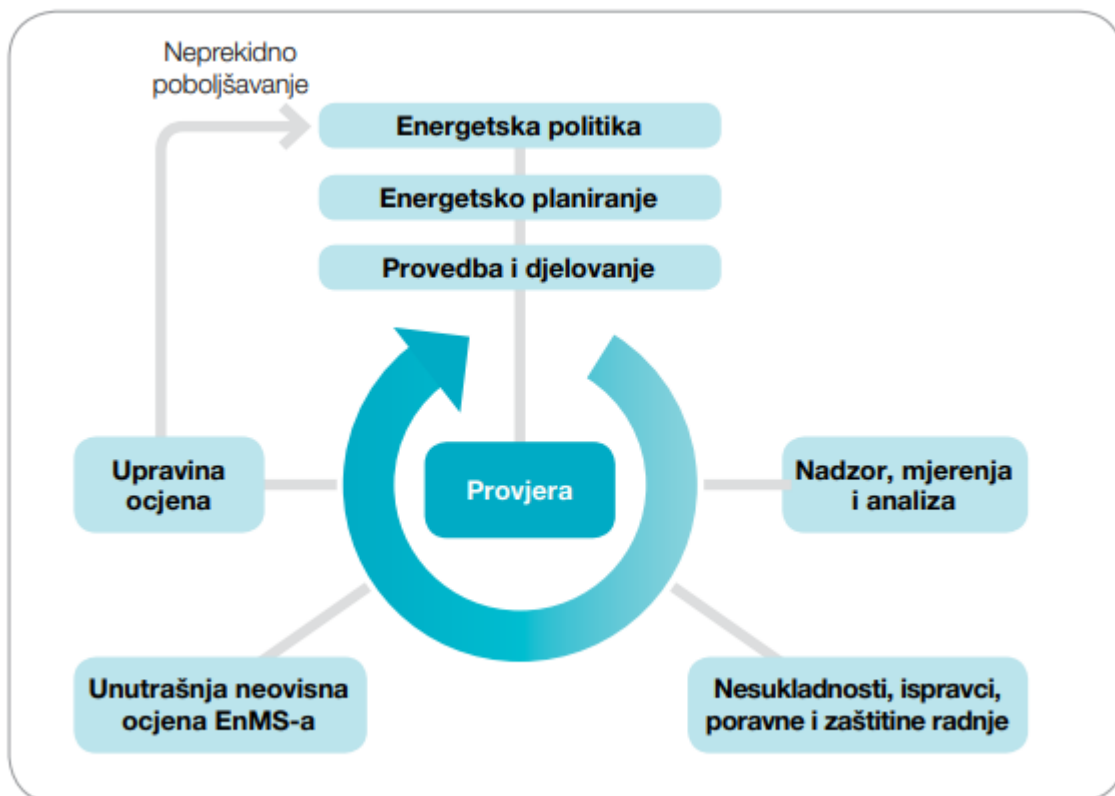 Neprekidno
poboljšavanje
Energetska politika
Energetsko planiranje
Provedba i djelovanje
Upravina
ocjena
Provjera
Nadzor, mjerenja
i analiza
Unutrašnja neovisna
ocjena EnMS-a
Nesukladnosti, ispravci,
poravne i zaštitine radnje